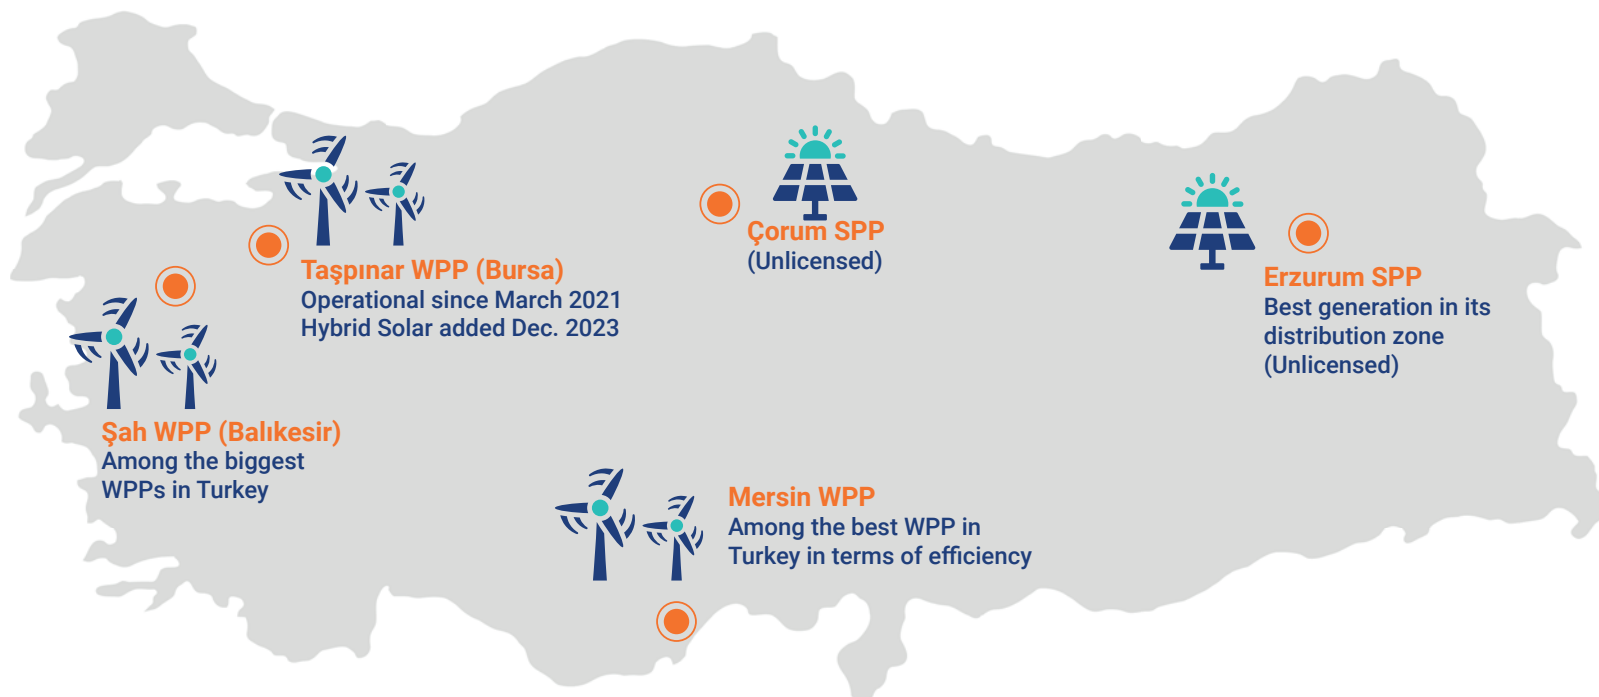 Taşpınar WPP (Bursa)
Operational since March 2021
Hybrid Solar added Dec. 2023
Çorum SPP
(Unlicensed)
Erzurum SPP
Best generation in its
distribution zone
(Unlicensed)
Şah WPP (Balıkesir)
Among the biggest
WPPs in Turkey
Mersin WPP
Among the best WPP in
Turkey in terms of efficiency